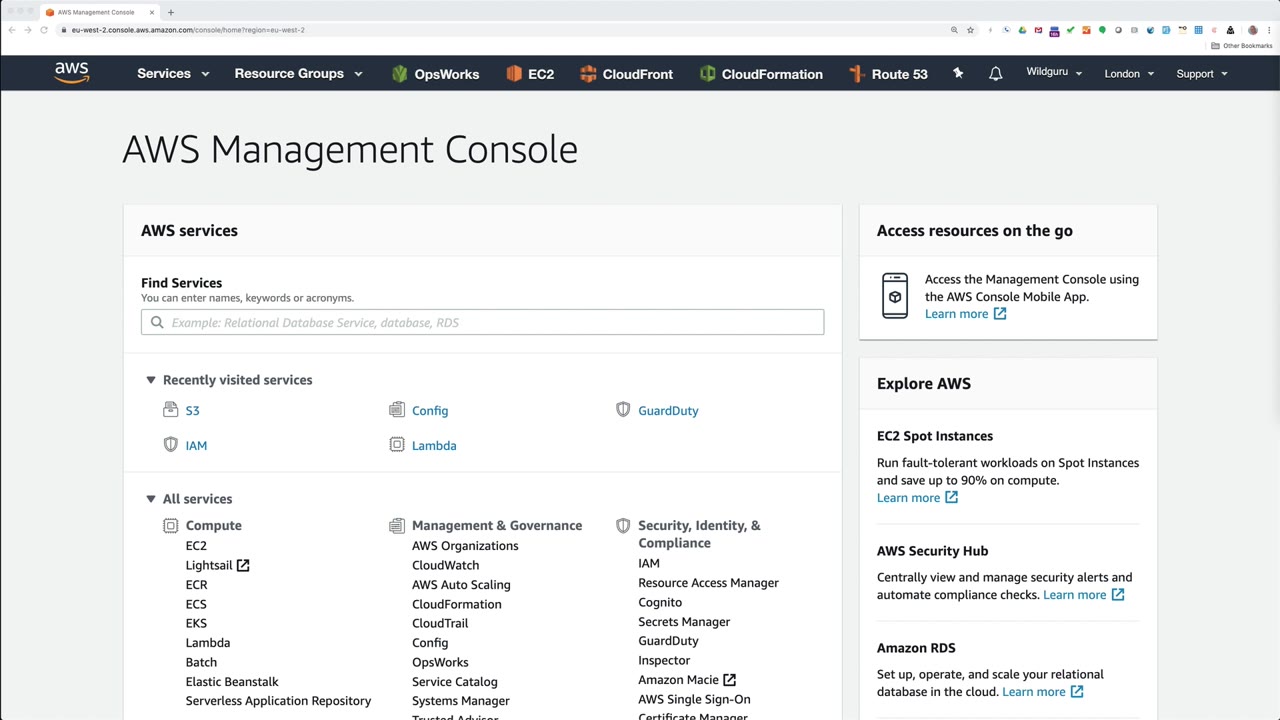 AWS Management Console
eu-west-2.console.aws.amazon.com/console/home?region=eu-west-2
Other Bookmarks
aws
Services
Resource Groups
OpsWorks
EC2
CloudFront
CloudFormation
Route 53
Wildguru
London
Support
AWS Management Console
AWS services
Find Services
You can enter names, keywords or acronyms.
Example: Relational Database Service, database, RDS
Recently visited services
S3
Config
GuardDuty
IAM
Lambda
All services
Compute
EC2
Lightsail
ECR
ECS
EKS
Lambda
Batch
Elastic Beanstalk
Serverless Application Repository
Management & Governance
AWS Organizations
CloudWatch
AWS Auto Scaling
CloudFormation
CloudTrail
Config
OpsWorks
Service Catalog
Systems Manager
Trusted Advisor
Security, Identity, &
Compliance
IAM
Resource Access Manager
Cognito
Secrets Manager
GuardDuty
Inspector
Amazon Macie
AWS Single Sign-On
Certificate Manager
Access resources on the go
Access the Management Console using
the AWS Console Mobile App.
Learn more
Explore AWS
EC2 Spot Instances
Run fault-tolerant workloads on Spot Instances
and save up to 90% on compute.
Learn more
AWS Security Hub
Centrally view and manage security alerts and
automate compliance checks. Learn more
Amazon RDS
Set up, operate, and scale your relational
database in the cloud. Learn more